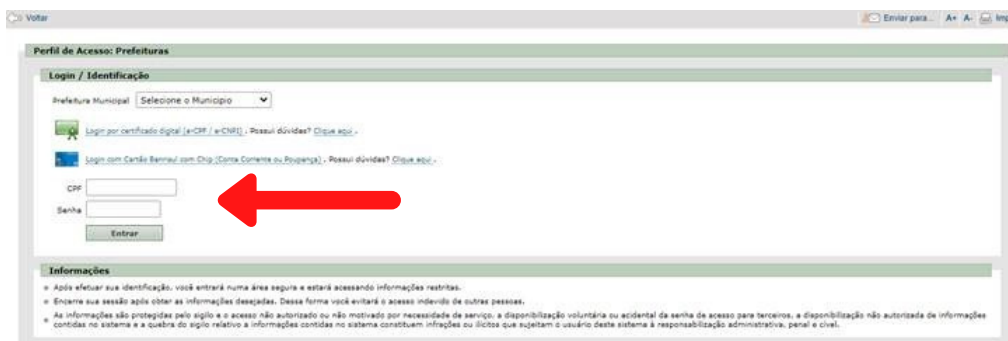 Voltar Enviar para... A+ A- Imp
Perfil de Acesso: Prefeituras
Login / Identificação
Prefeitura Municipal Selecione o Municipio
Login por certificado digital (e-CPF / e-CNPJ) . Possui dúvidas? Clique aqui .
Login com Cartão Banrisul com Chip (Conta Corrente ou Poupança) . Possui dúvidas? Clique aqui .
CPF
Senha
Entrar
Informações
Após efetuar sua identificação, você entrará numa área segura e estará acessando informações restritas.
Encerre sua sessão após obter as informações desejadas. Dessa forma você evitará o acesso indevido de outras pessoas.
As informações são protegidas pelo sigilo e o acesso não autorizado ou não motivado por necessidade de serviço, a disponibilização voluntária ou acidental da senha de acesso para terceiros, a disponibilização não autorizada de informações
contidas no sistema e a quebra do sigilo relativo a informações contidas no sistema constituem infrações ou ilícitos que sujeitam o usuário deste sistema à responsabilização administrativa, penal e cível.